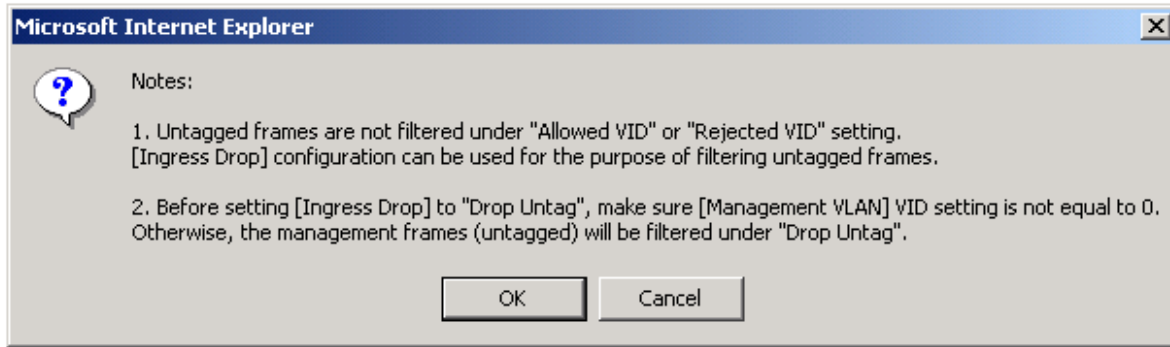 Microsoft Internet Explorer
Notes:
1. Untagged frames are not filtered under "Allowed VID" or "Rejected VID" setting.
[Ingress Drop] configuration can be used for the purpose of filtering untagged frames.
2. Before setting [Ingress Drop] to "Drop Untag", make sure [Management VLAN] VID setting is not equal to 0.
Otherwise, the management frames (untagged) will be filtered under "Drop Untag".
OK
Cancel